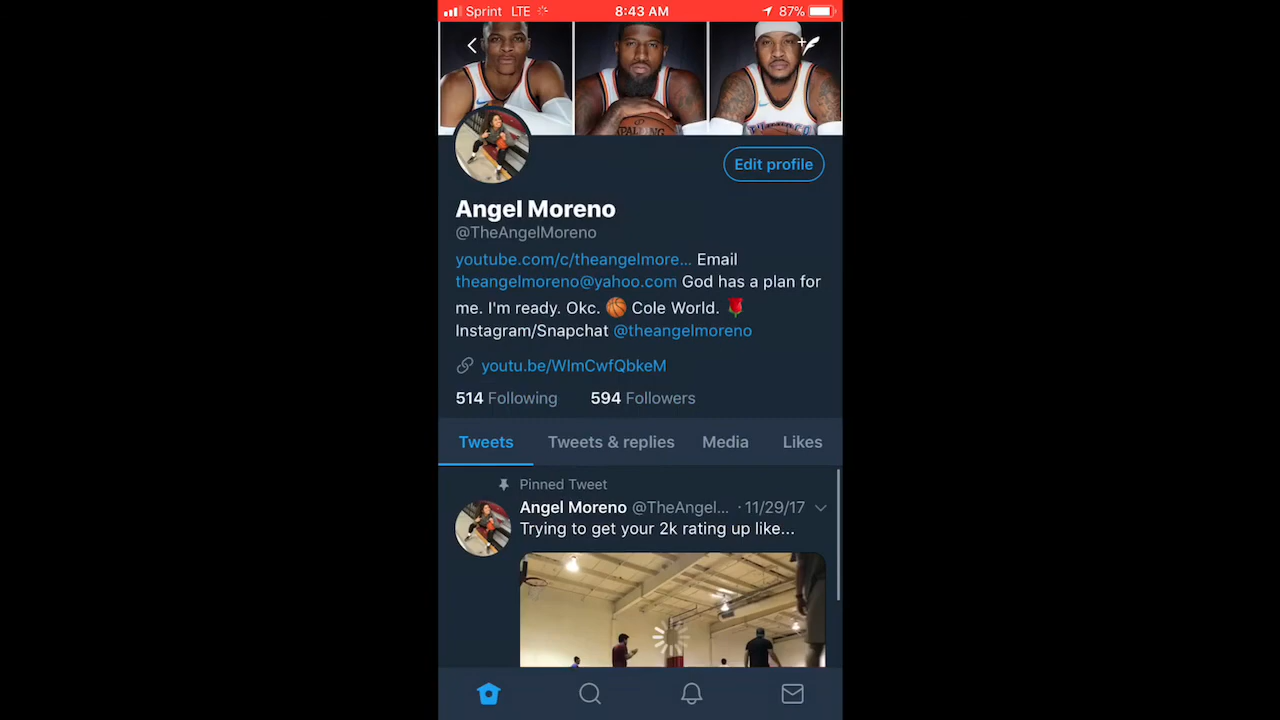 Sprint LTE 8:43 AM 87%
SPALDING
Edit profile
Angel Moreno
@TheAngelMoreno
youtube.com/c/theangelmore... Email
theangelmoreno@yahoo.com God has a plan for
me. I'm ready. Okc. 🏀 Cole World. 🌹
Instagram/Snapchat @theangelmoreno
youtu.be/WlmCwfQbkeM
514 Following 594 Followers
Tweets Tweets & replies Media Likes
Pinned Tweet
Angel Moreno @TheAngel... · 11/29/17
Trying to get your 2k rating up like...